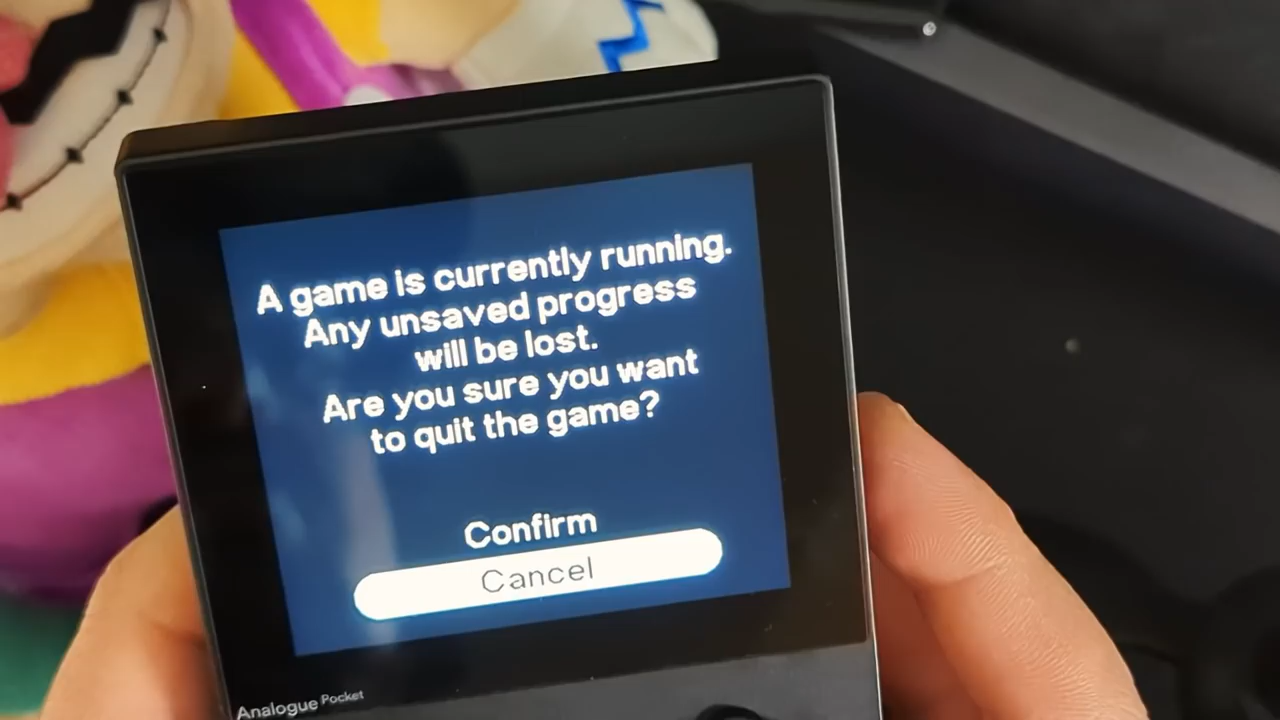 A game is currently running.
Any unsaved progress
will be lost.
Are you sure you want
to quit the game?
Confirm
Cancel
Analogue Pocket